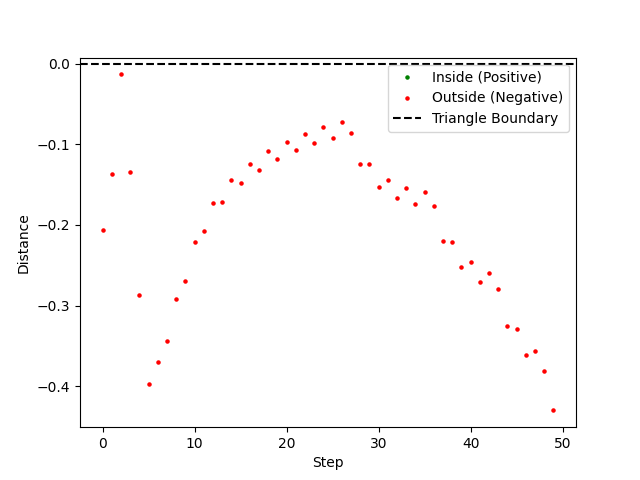 0.0
−0.1
−0.2
−0.3
−0.4
Distance
Inside (Positive)
Outside (Negative)
Triangle Boundary
0 10 20 30 40 50
Step